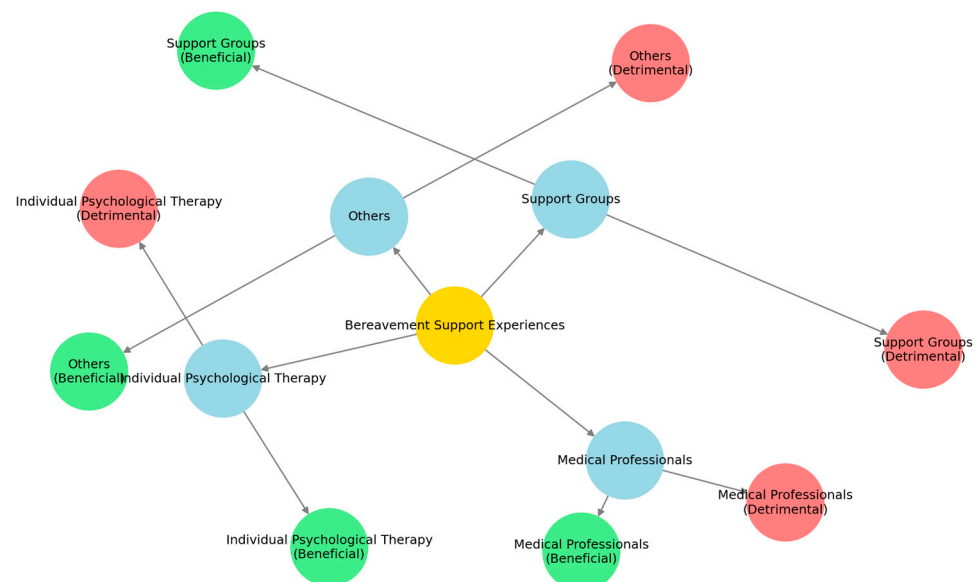 Support Groups
(Beneficial)
Others
(Detrimental)
Individual Psychological Therapy
(Detrimental)
Others
Support Groups
Bereavement Support Experiences
Support Groups
(Detrimental)
Others
(Beneficial)
Individual Psychological Therapy
Medical Professionals
Medical Professionals
(Detrimental)
Individual Psychological Therapy
(Beneficial)
Medical Professionals
(Beneficial)